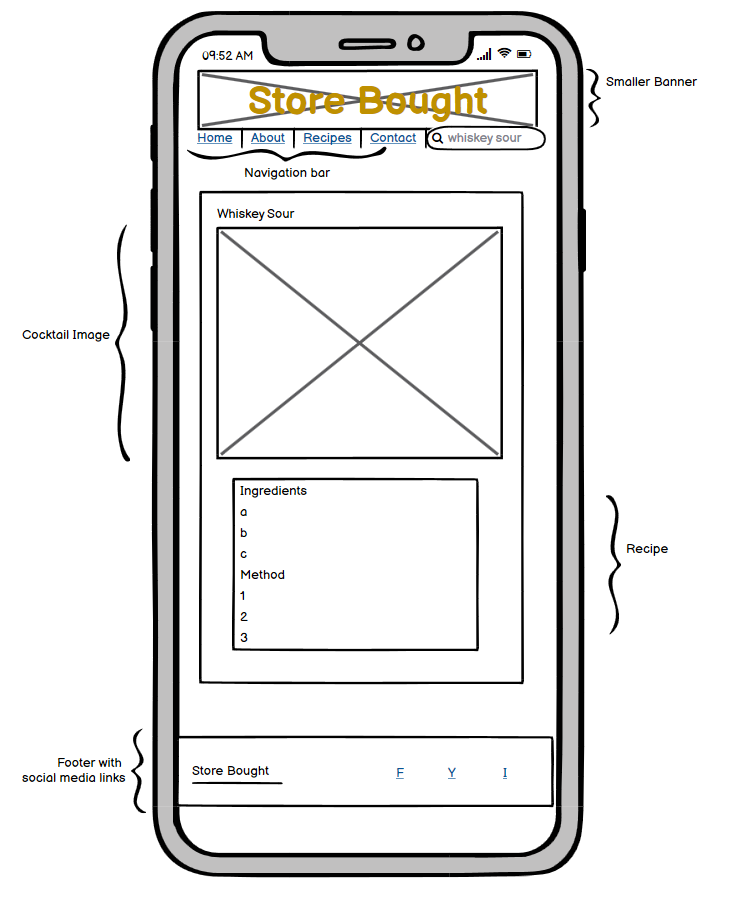 09:52 AM
Store Bought
Smaller Banner
Home About Recipes Contact whiskey sour
Navigation bar
Whiskey Sour
Cocktail Image
Ingredients
a
b
c
Method
1
2
3
Recipe
Footer with
social media links
Store Bought F Y I